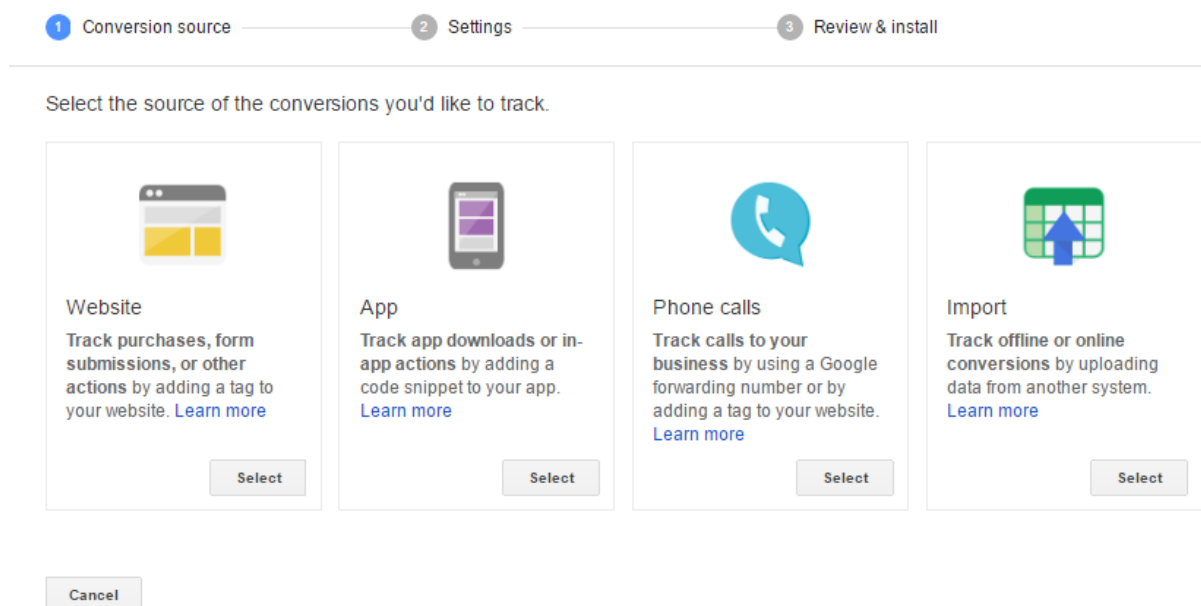 1 Conversion source
2 Settings
3 Review & install
Select the source of the conversions you'd like to track.
Website
Track purchases, form
submissions, or other
actions by adding a tag to
your website. Learn more
Select
App
Track app downloads or in-
app actions by adding a
code snippet to your app.
Learn more
Select
Phone calls
Track calls to your
business by using a Google
forwarding number or by
adding a tag to your website.
Learn more
Select
Import
Track offline or online
conversions by uploading
data from another system.
Learn more
Select
Cancel